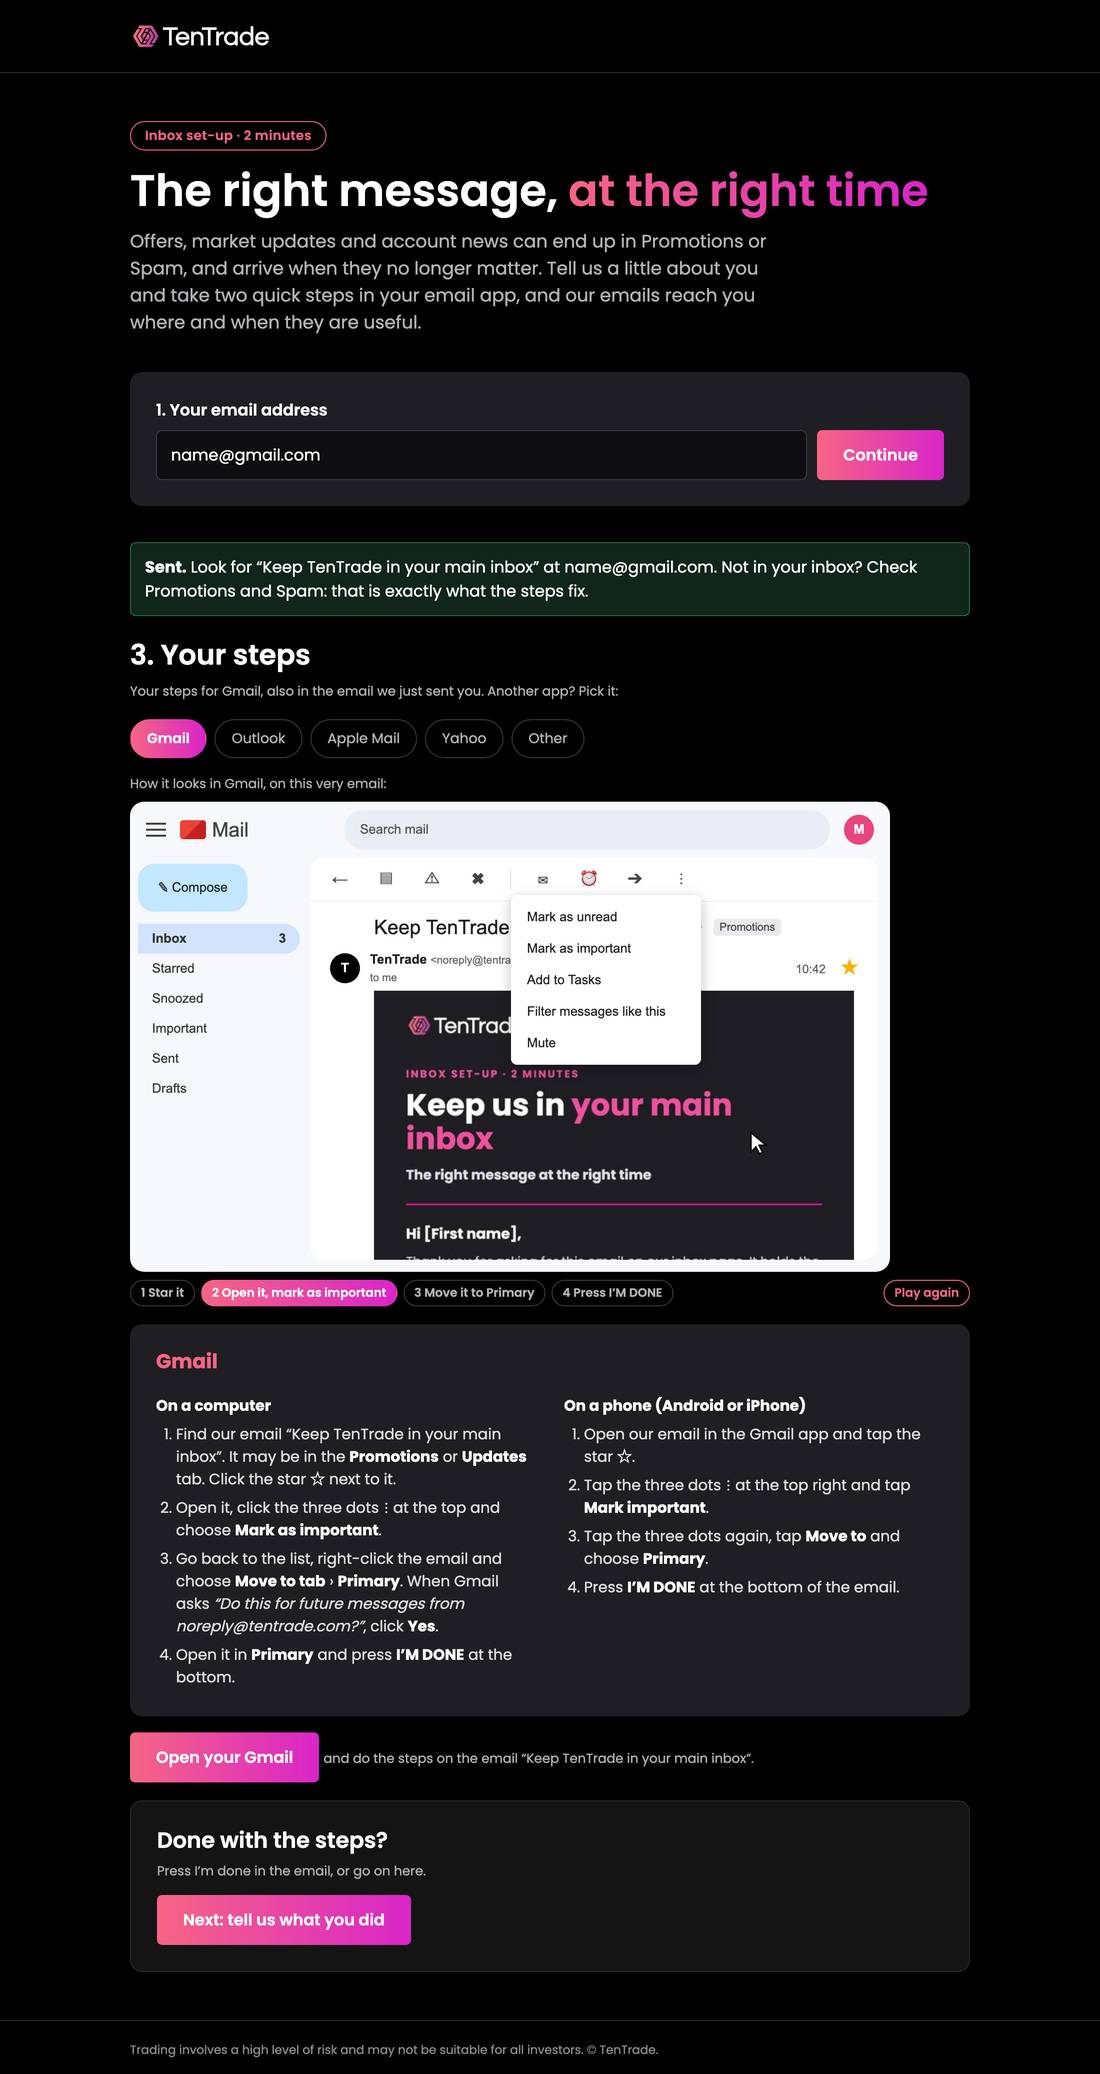 TenTrade
Inbox set-up · 2 minutes
The right message, at the right time
Offers, market updates and account news can end up in Promotions or
Spam, and arrive when they no longer matter. Tell us a little about you
and take two quick steps in your email app, and our emails reach you
where and when they are useful.
1. Your email address
name@gmail.com
Continue
Sent. Look for “Keep TenTrade in your main inbox” at name@gmail.com. Not in your inbox? Check
Promotions and Spam: that is exactly what the steps fix.
3. Your steps
Your steps for Gmail, also in the email we just sent you. Another app? Pick it:
Gmail
Outlook
Apple Mail
Yahoo
Other
How it looks in Gmail, on this very email:
Mail
Search mail
M
✎ Compose
Inbox 3
Starred
Snoozed
Important
Sent
Drafts
Keep TenTrade
Promotions
T
TenTrade <noreply@tentra
to me
10:42
Mark as unread
Mark as important
Add to Tasks
Filter messages like this
Mute
TenTrad
INBOX SET-UP · 2 MINUTES
Keep us in your main
inbox
The right message at the right time
Hi [First name],
Thank you for asking for this email on our inbox page. It holds the
1 Star it
2 Open it, mark as important
3 Move it to Primary
4 Press I’M DONE
Play again
Gmail
On a computer
1. Find our email “Keep TenTrade in your main
inbox”. It may be in the Promotions or Updates
tab. Click the star ☆ next to it.
2. Open it, click the three dots ⋮ at the top and
choose Mark as important.
3. Go back to the list, right-click the email and
choose Move to tab › Primary. When Gmail
asks “Do this for future messages from
noreply@tentrade.com?”, click Yes.
4. Open it in Primary and press I’M DONE at the
bottom.
On a phone (Android or iPhone)
1. Open our email in the Gmail app and tap the
star ☆.
2. Tap the three dots ⋮ at the top right and tap
Mark important.
3. Tap the three dots again, tap Move to and
choose Primary.
4. Press I’M DONE at the bottom of the email.
Open your Gmail
and do the steps on the email “Keep TenTrade in your main inbox”.
Done with the steps?
Press I’m done in the email, or go on here.
Next: tell us what you did
Trading involves a high level of risk and may not be suitable for all investors. © TenTrade.